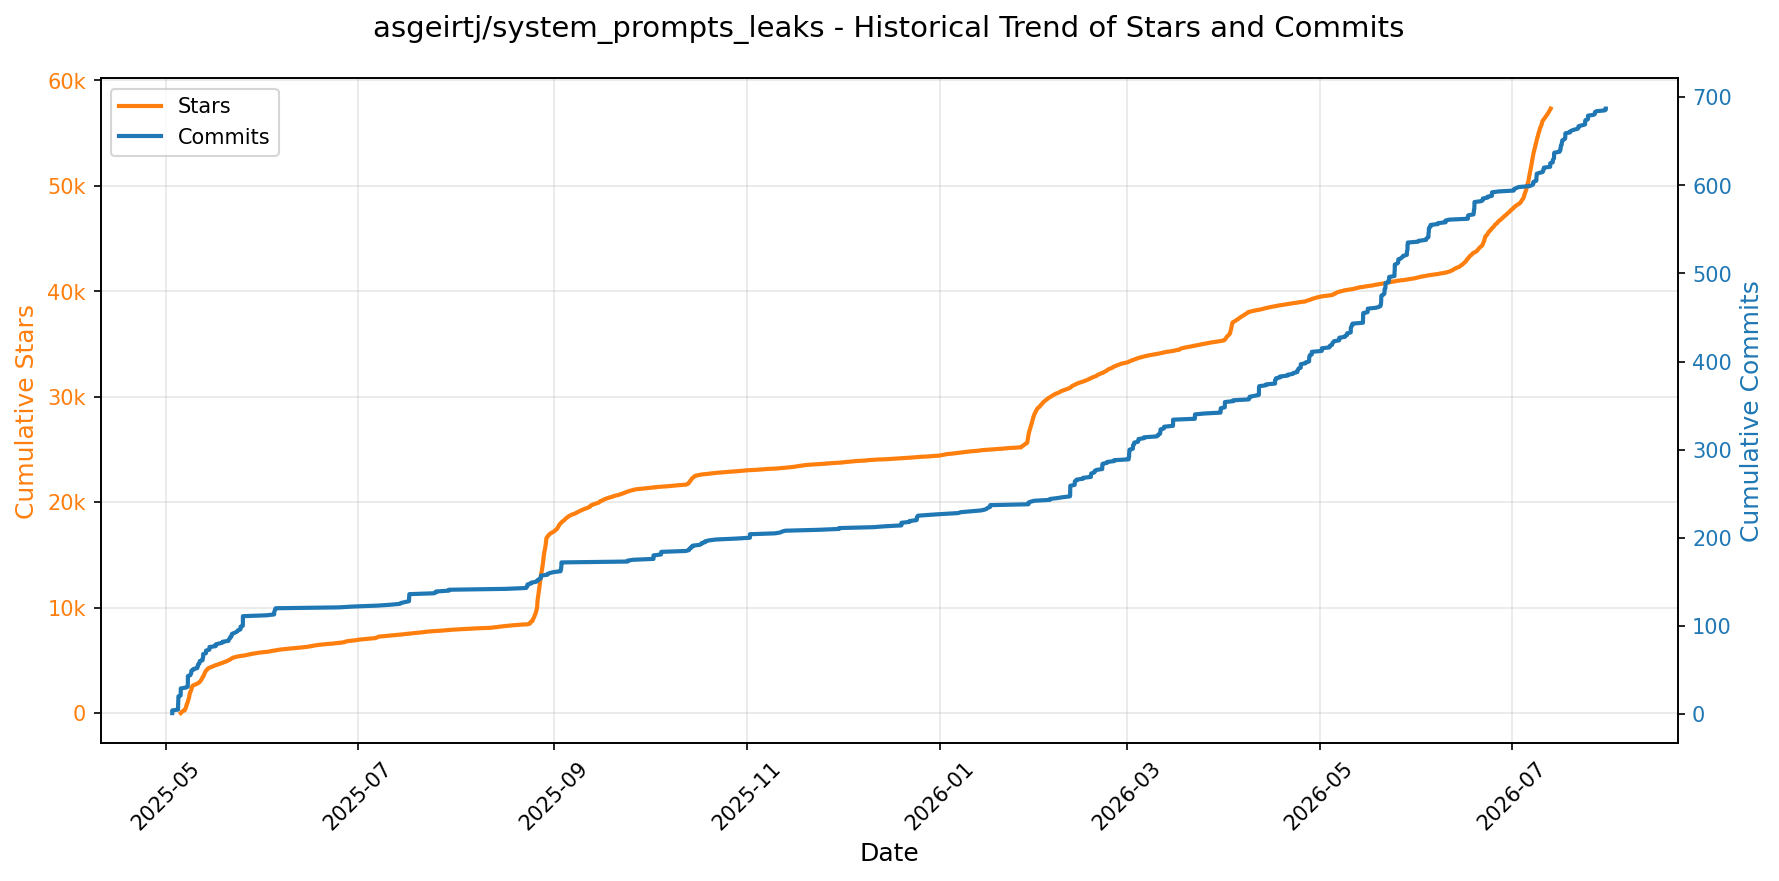 asgeirtj/system_prompts_leaks - Historical Trend of Stars and Commits
Stars
Commits
Cumulative Stars
60k
50k
40k
30k
20k
10k
0
Cumulative Commits
700
600
500
400
300
200
100
0
2025-05
2025-07
2025-09
2025-11
2026-01
2026-03
2026-05
2026-07
Date